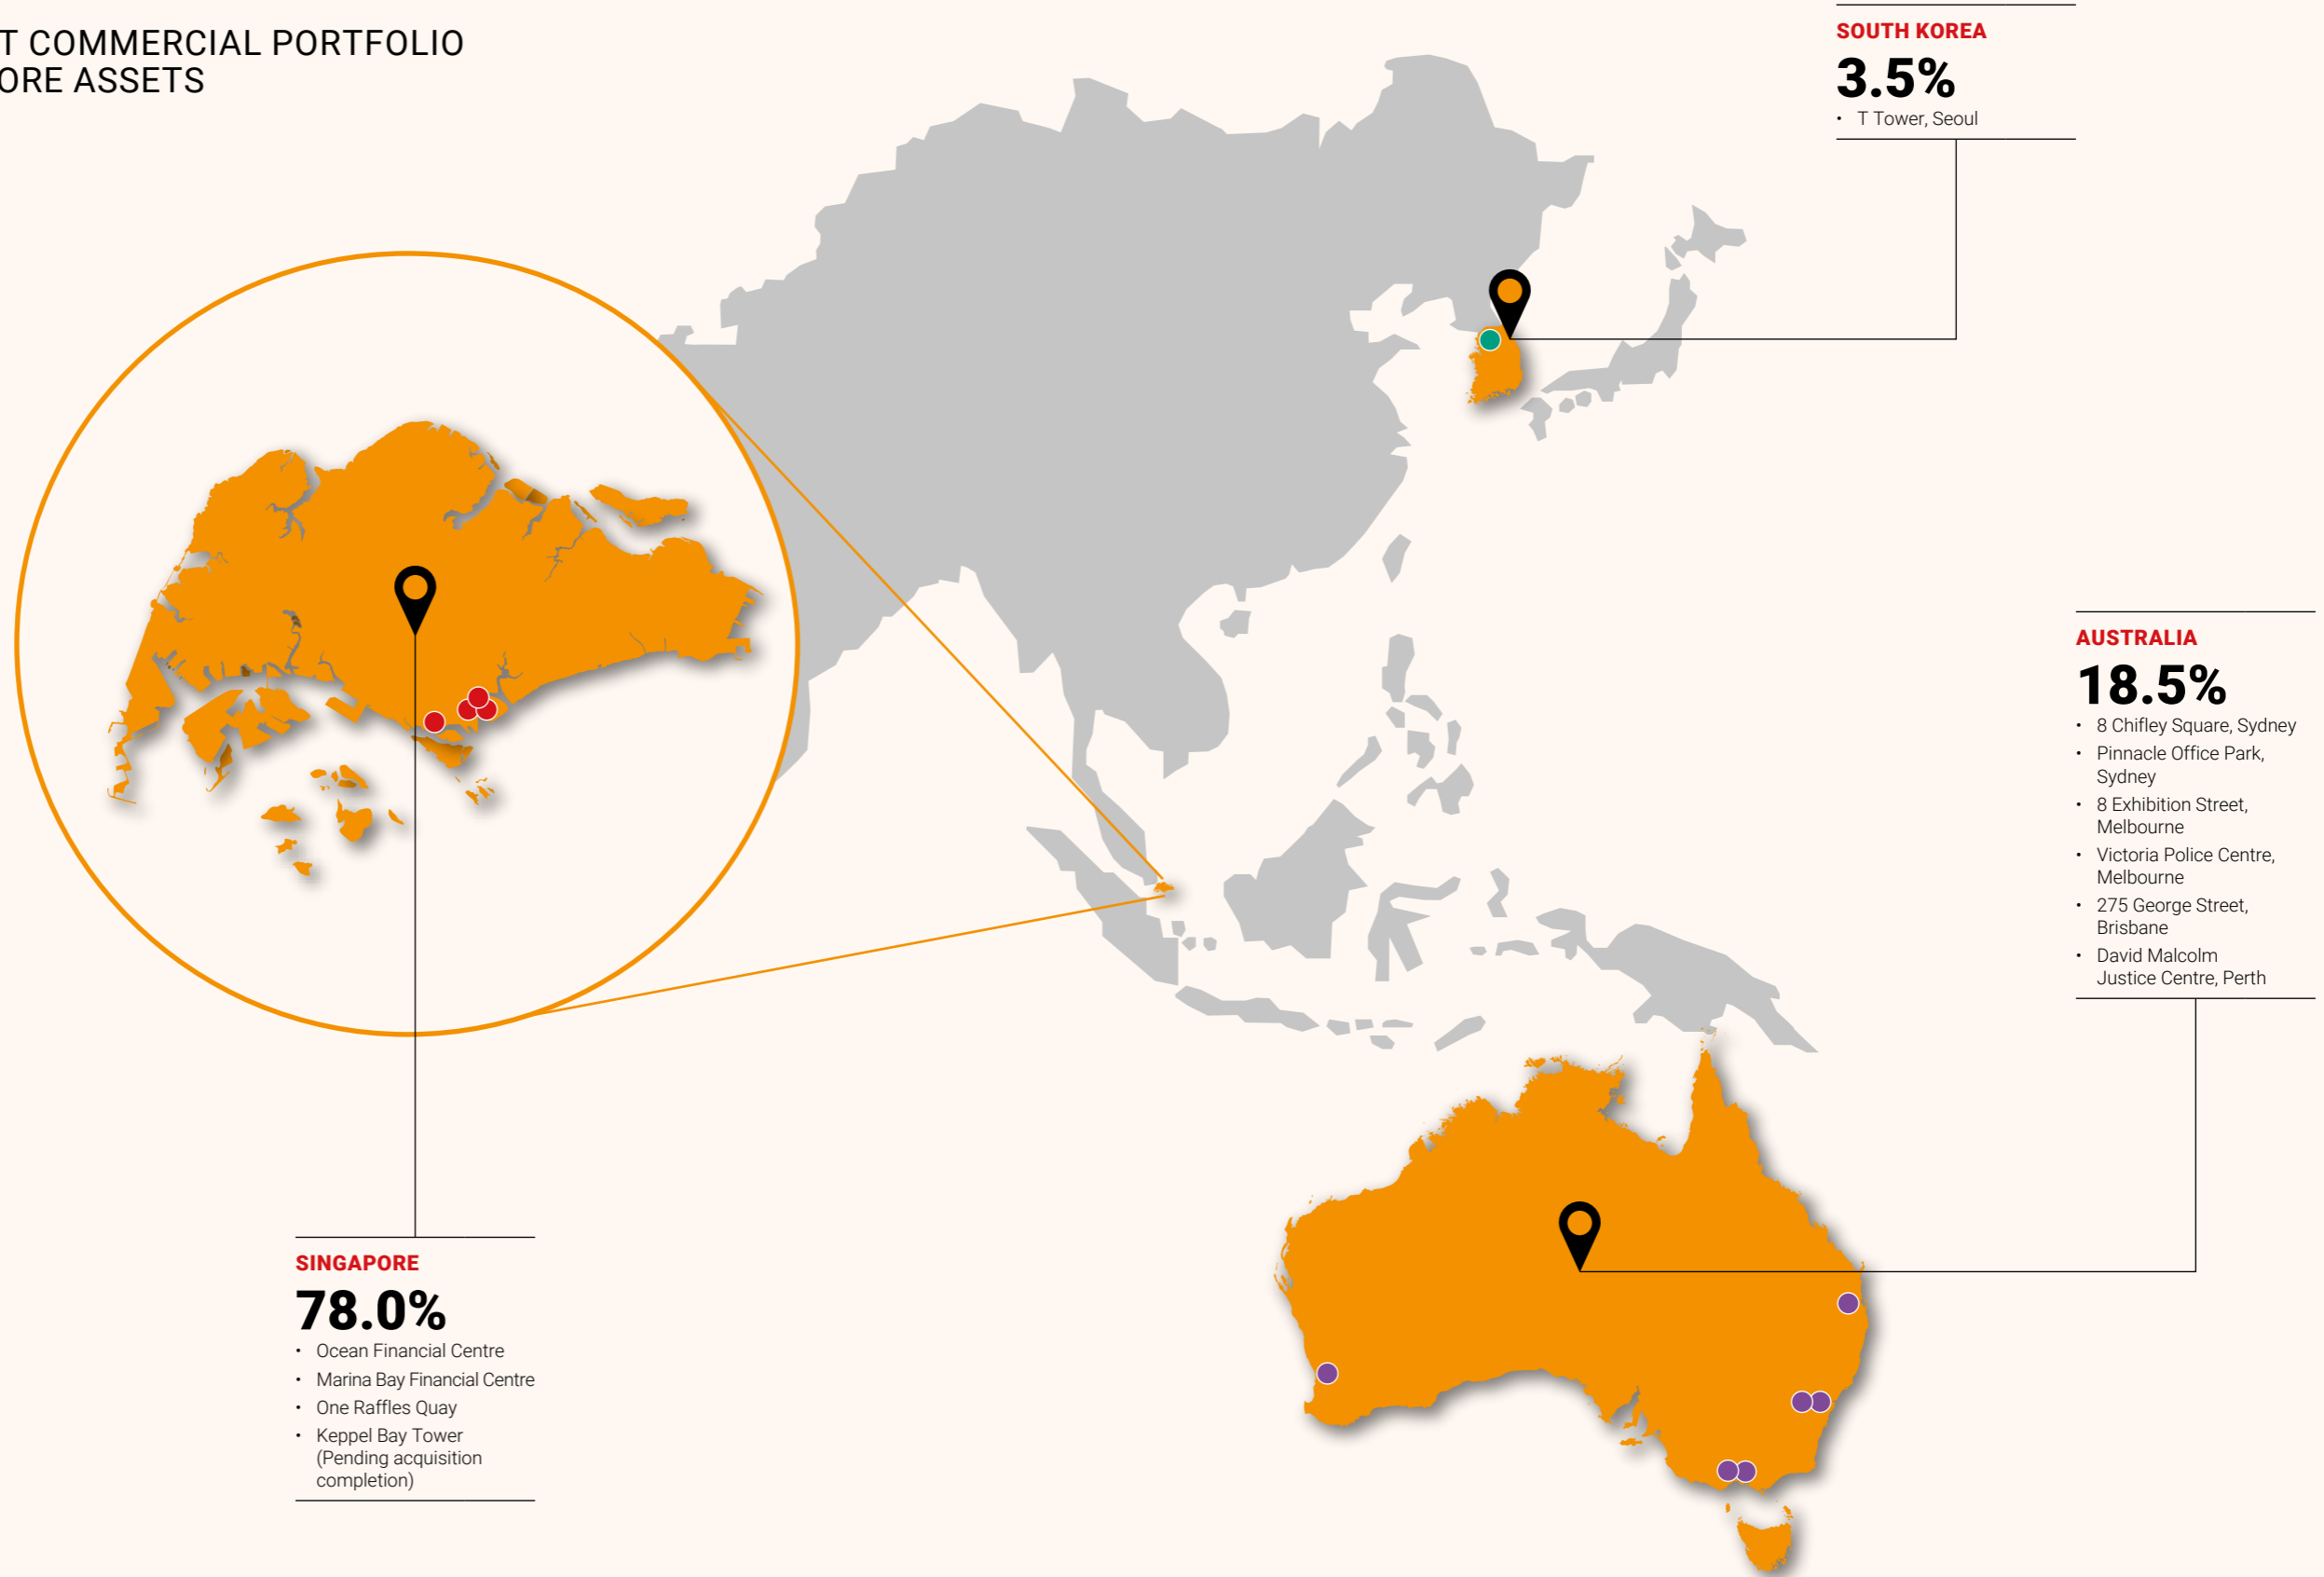 T COMMERCIAL PORTFOLIO
ORE ASSETS
SOUTH KOREA
3.5%
• T Tower, Seoul
AUSTRALIA
18.5%
• 8 Chifley Square, Sydney
• Pinnacle Office Park,
Sydney
• 8 Exhibition Street,
Melbourne
• Victoria Police Centre,
Melbourne
• 275 George Street,
Brisbane
• David Malcolm
Justice Centre, Perth
SINGAPORE
78.0%
• Ocean Financial Centre
• Marina Bay Financial Centre
• One Raffles Quay
• Keppel Bay Tower
(Pending acquisition
completion)